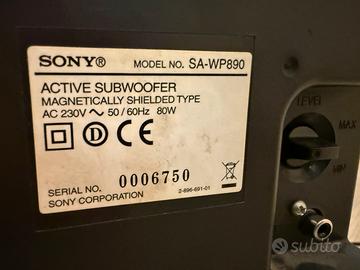 SONY® MODEL NO. SA-WP890
ACTIVE SUBWOOFER
MAGNETICALLY SHIELDED TYPE
AC 230V ~ 50/60Hz 80W
D CE
SERIAL NO. 0006750
SONY CORPORATION 2-896-691-01
LEVEL
MAX
MIN
subito